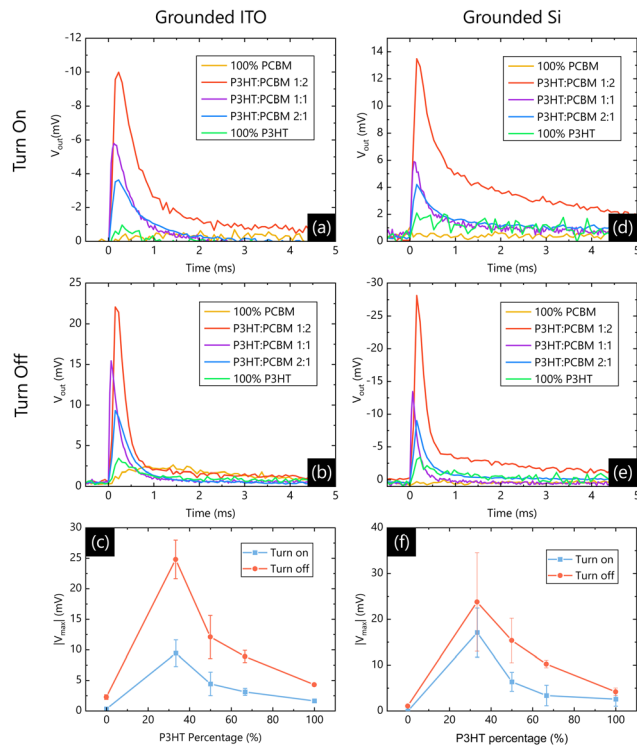 Grounded ITO
Grounded Si
Turn On
-12
-10
-8
-6
-4
-2
0
V_out(mV)
100% PCBM
P3HT:PCBM 1:2
P3HT:PCBM 1:1
P3HT:PCBM 2:1
100% P3HT
(a)
0 1 2 3 4 5
Time (ms)
14
12
10
8
6
4
2
0
V_out (mV)
100% PCBM
P3HT:PCBM 1:2
P3HT:PCBM 1:1
P3HT:PCBM 2:1
100% P3HT
(d)
0 1 2 3 4 5
Time (ms)
Turn Off
25
20
15
10
5
0
V_out (mV)
100% PCBM
P3HT:PCBM 1:2
P3HT:PCBM 1:1
P3HT:PCBM 2:1
100% P3HT
(b)
0 1 2 3 4 5
Time (ms)
-30
-25
-20
-15
-10
-5
0
V_out (mV)
100% PCBM
P3HT:PCBM 1:2
P3HT:PCBM 1:1
P3HT:PCBM 2:1
100% P3HT
(e)
0 1 2 3 4 5
Time (ms)
(c)
30
25
20
15
10
5
0
|V_max| (mV)
Turn on
Turn off
0 20 40 60 80 100
P3HT Percentage (%)
(f)
40
30
20
10
0
|V_max| (mV)
Turn on
Turn off
0 20 40 60 80 100
P3HT percentage (%)